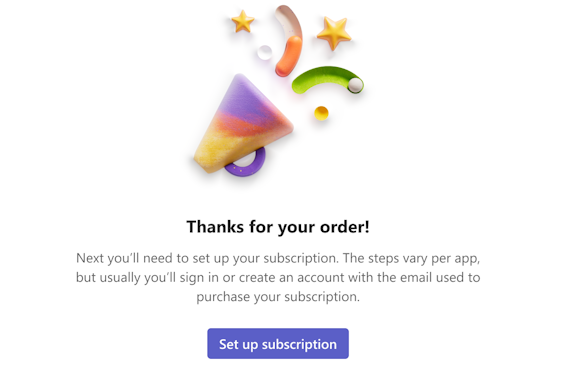 Thanks for your order!
Next you’ll need to set up your subscription. The steps vary per app,
but usually you’ll sign in or create an account with the email used to
purchase your subscription.
Set up subscription